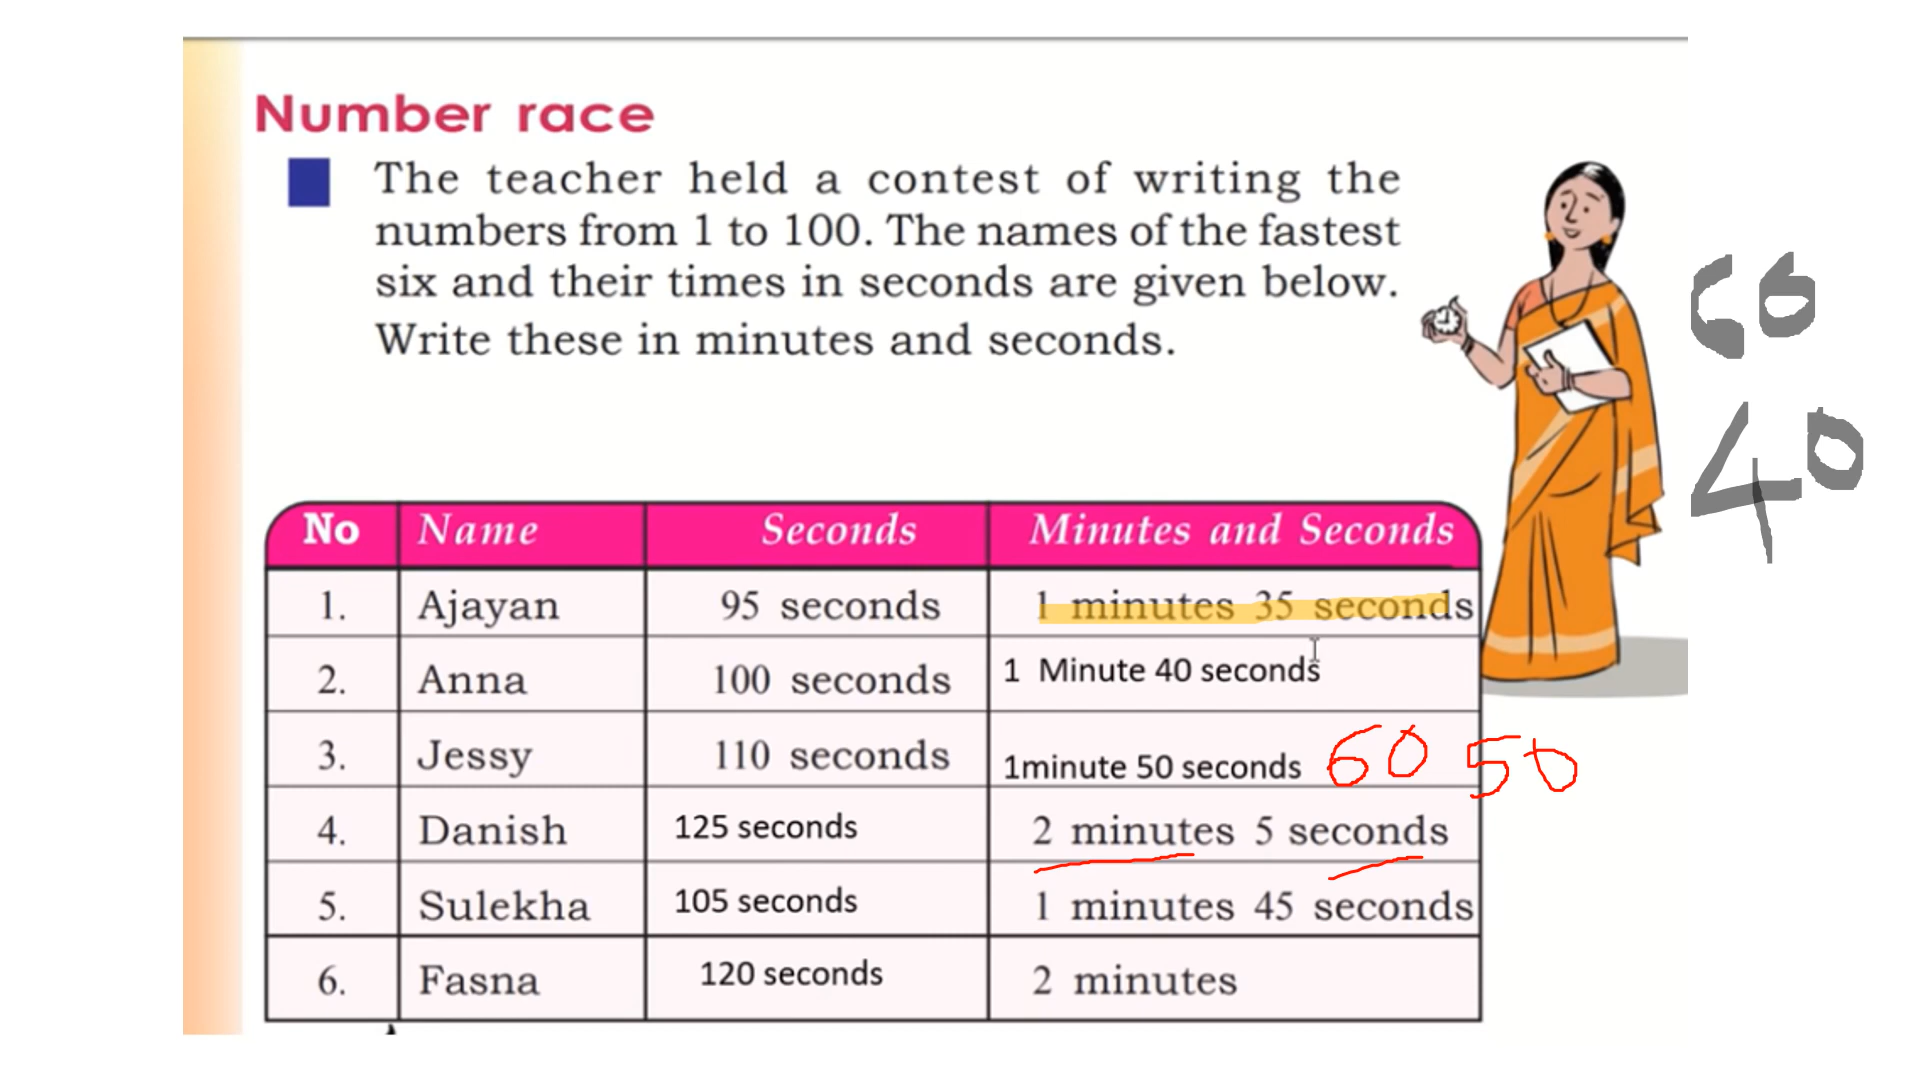 Number race
The teacher held a contest of writing the
numbers from 1 to 100. The names of the fastest
six and their times in seconds are given below.
Write these in minutes and seconds.
60
40
No Name Seconds Minutes and Seconds
1. Ajayan 95 seconds 1 minutes 35 seconds
2. Anna 100 seconds 1 Minute 40 seconds
3. Jessy 110 seconds 1minute 50 seconds 60 50
4. Danish 125 seconds 2 minutes 5 seconds
5. Sulekha 105 seconds 1 minutes 45 seconds
6. Fasna 120 seconds 2 minutes